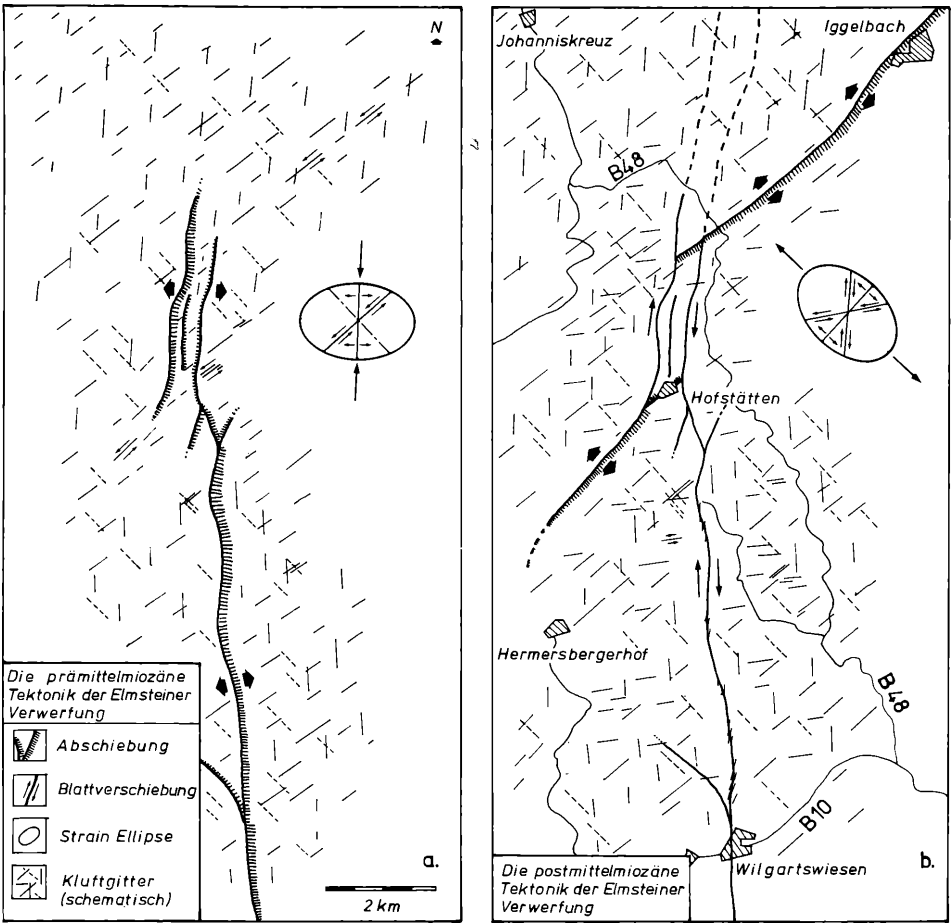 N
Die prämittelmiozäne
Tektonik der Elmsteiner
Verwerfung
Abschiebung
Blattverschiebung
Strain Ellipse
Kluftgitter
(schematisch)
a.
2 km
Johanniskreuz
Iggelbach
B48
Hofstätten
Hermersbergerhof
B48
B10
Wilgartswiesen
b.
Die postmittelmiozäne
Tektonik der Elmsteiner
Verwerfung